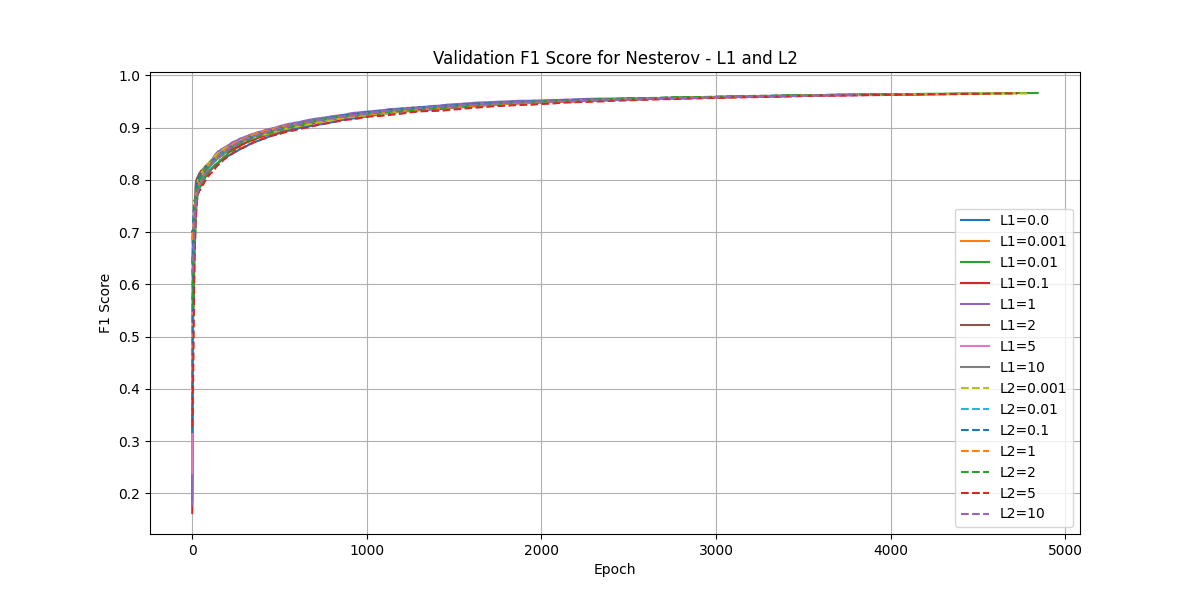 Validation F1 Score for Nesterov - L1 and L2
1.0
0.9
0.8
0.7
0.6
0.5
0.4
0.3
0.2
F1 Score
L1=0.0
L1=0.001
L1=0.01
L1=0.1
L1=1
L1=2
L1=5
L1=10
L2=0.001
L2=0.01
L2=0.1
L2=1
L2=2
L2=5
L2=10
0 1000 2000 3000 4000 5000
Epoch